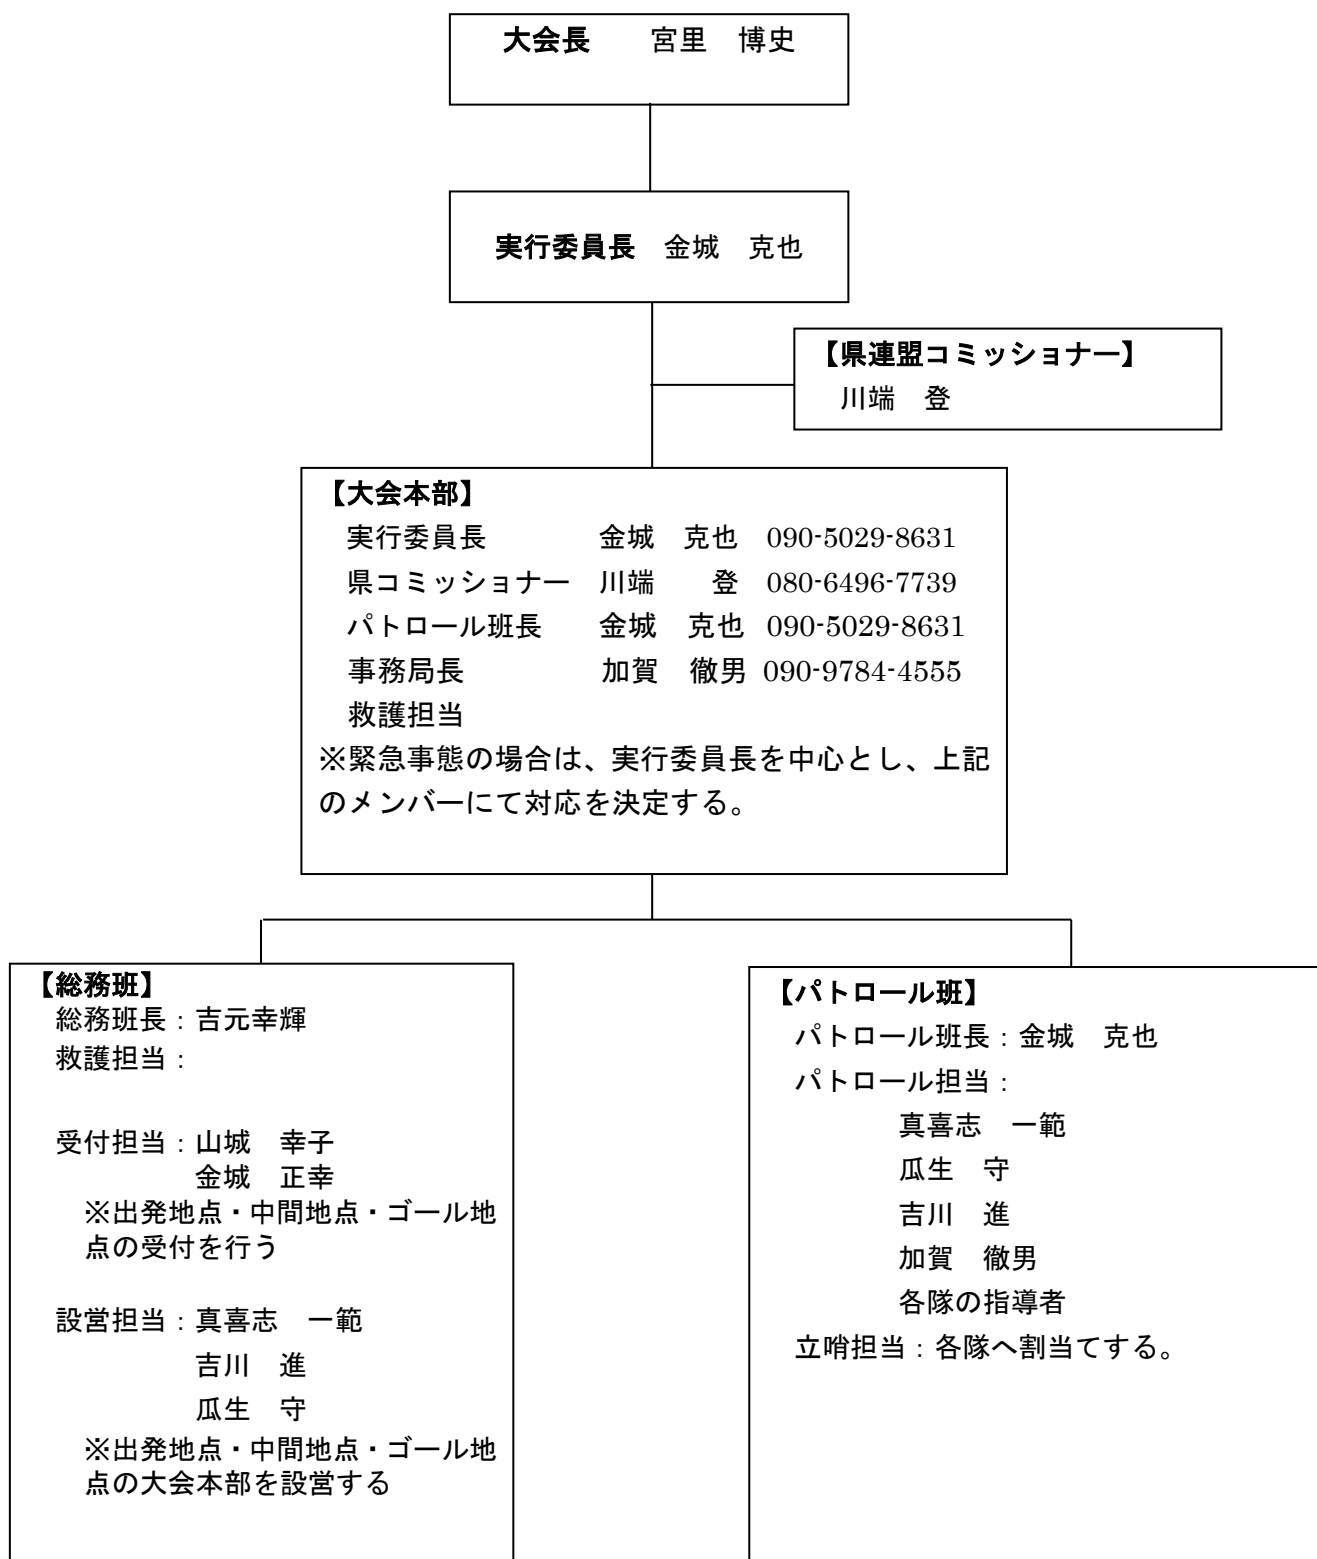 大会長　宮里　博史
実行委員長　金城　克也
【県連盟コミッショナー】
川端　登
【大会本部】
実行委員長　金城　克也　090-5029-8631
県コミッショナー　川端　登　080-6496-7739
パトロール班長　金城　克也　090-5029-8631
事務局長　加賀　徹男　090-9784-4555
救護担当
※緊急事態の場合は、実行委員長を中心とし、上記
のメンバーにて対応を決定する。
【総務班】
総務班長：吉元幸輝
救護担当：
受付担当：山城　幸子
金城　正幸
※出発地点・中間地点・ゴール地
点の受付を行う
設営担当：真喜志　一範
吉川　進
瓜生　守
※出発地点・中間地点・ゴール地
点の大会本部を設営する
【パトロール班】
パトロール班長：金城　克也
パトロール担当：
真喜志　一範
瓜生　守
吉川　進
加賀　徹男
各隊の指導者
立哨担当：各隊へ割当てする。